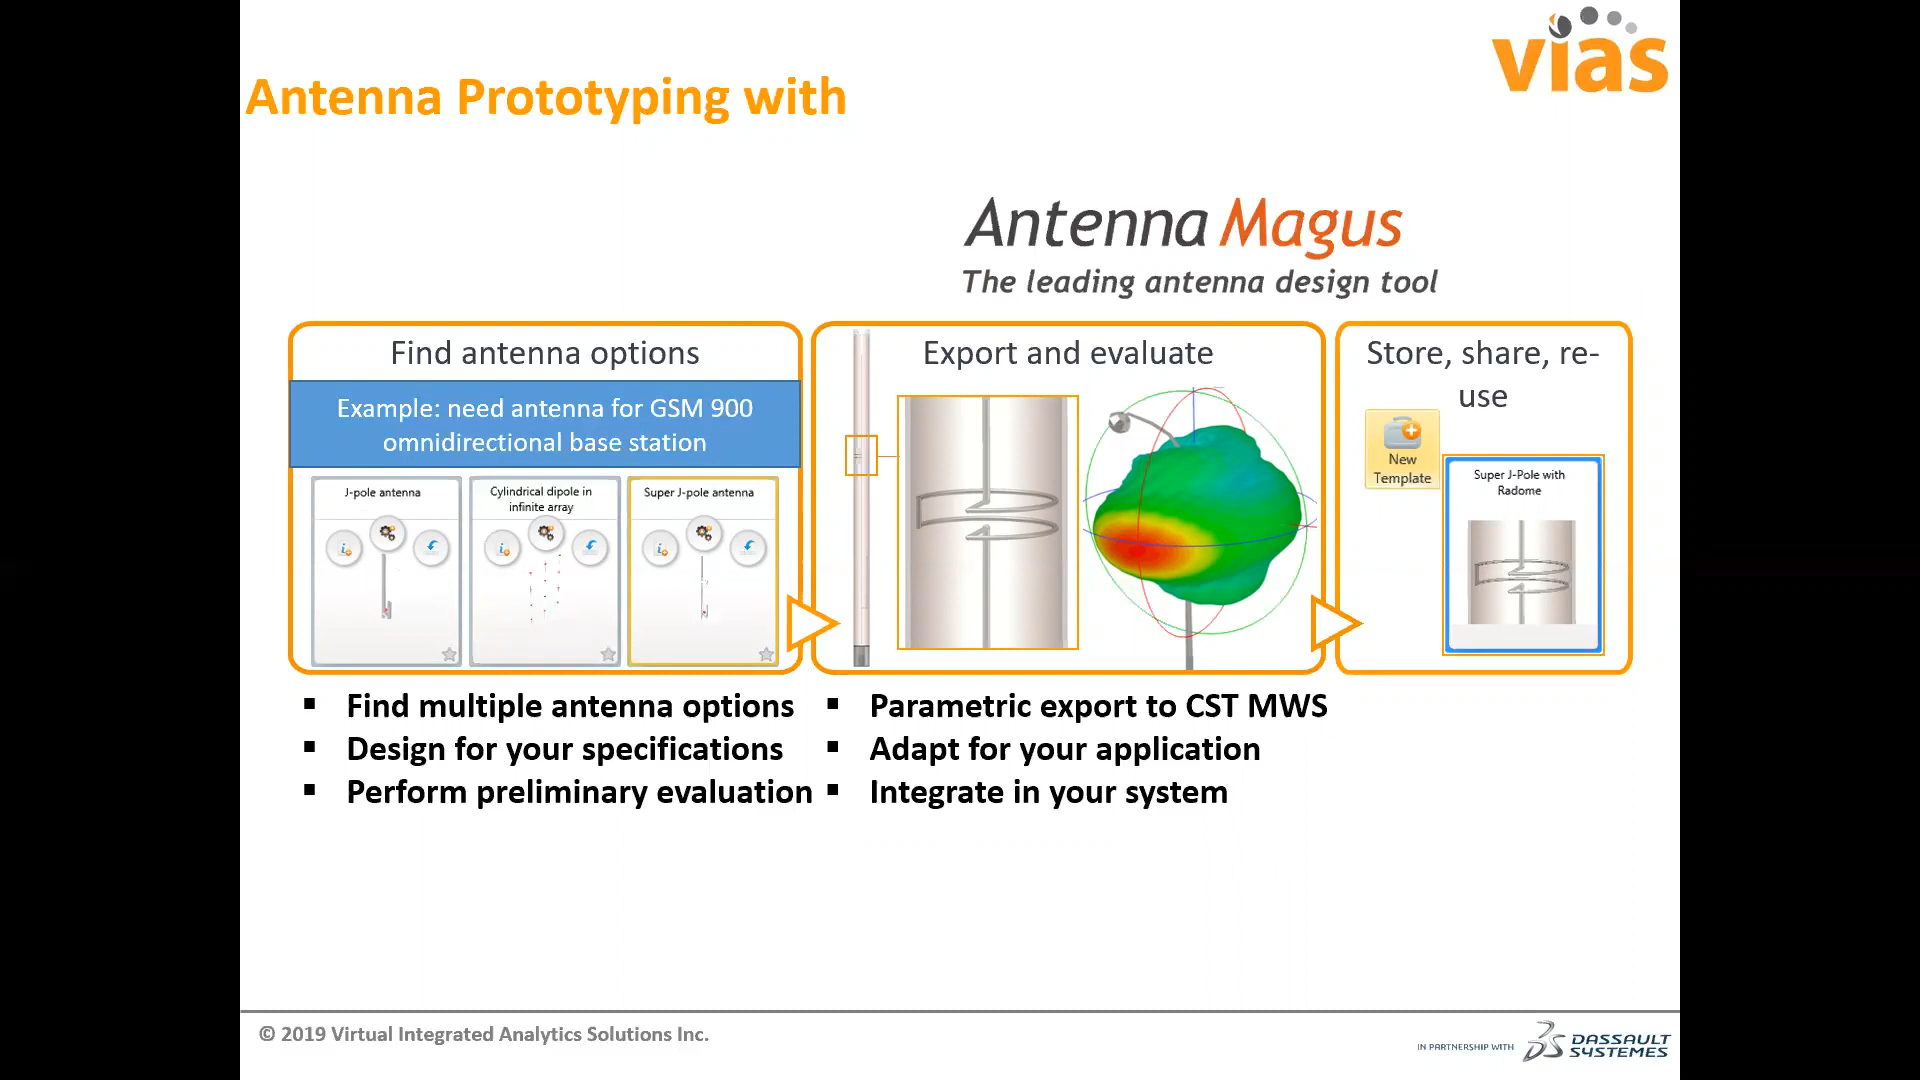 vias
Antenna Prototyping with
Antenna Magus
The leading antenna design tool
Find antenna options
Example: need antenna for GSM 900
omnidirectional base station
J-pole antenna
Cylindrical dipole in
infinite array
Super J-pole antenna
Export and evaluate
Store, share, re-
use
New
Template
Super J-Pole with
Radome
▪ Find multiple antenna options
▪ Design for your specifications
▪ Perform preliminary evaluation
▪ Parametric export to CST MWS
▪ Adapt for your application
▪ Integrate in your system
© 2019 Virtual Integrated Analytics Solutions Inc.
IN PARTNERSHIP WITH
DASSAULT
SYSTEMES